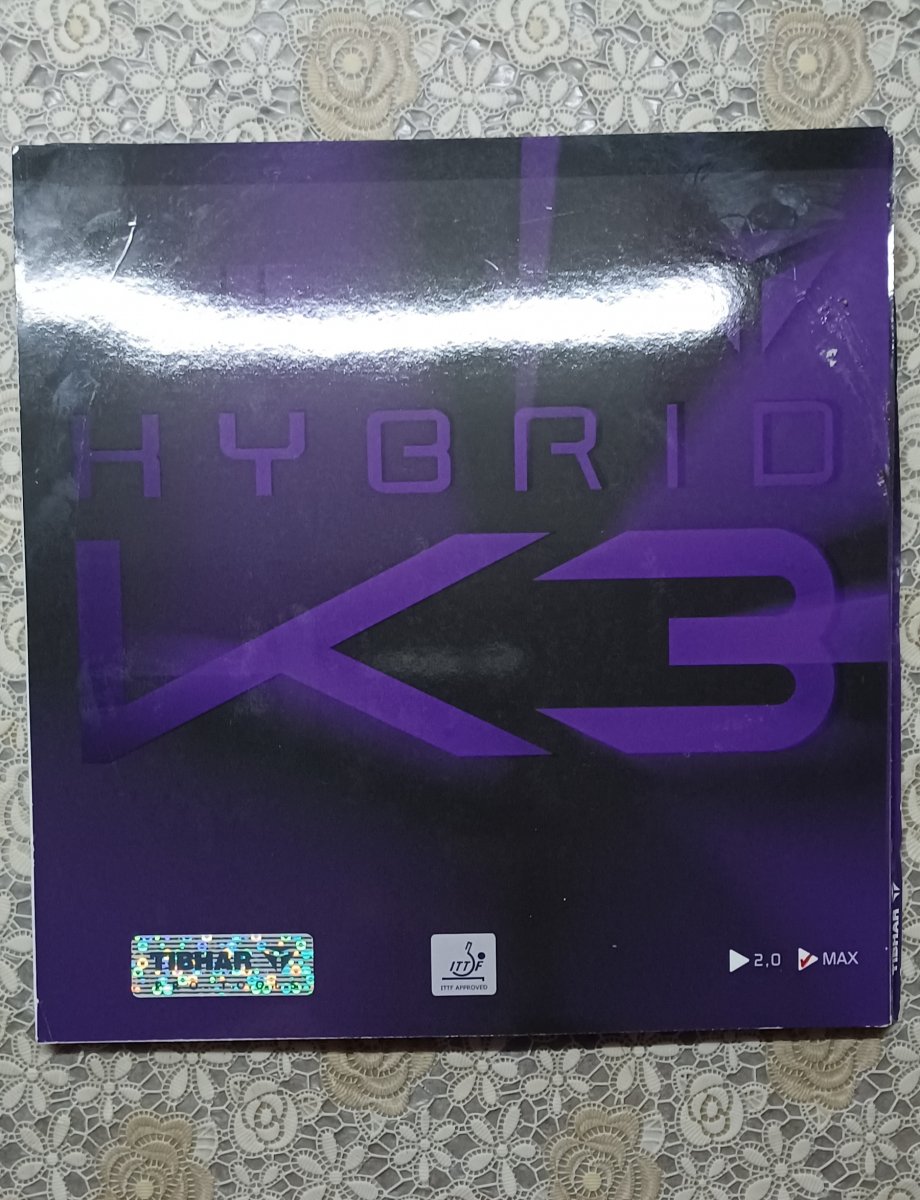 HYBRID
K3
TIBHAR
ITTF
ITTF APPROVED
2,0 MAX
TIBHAR